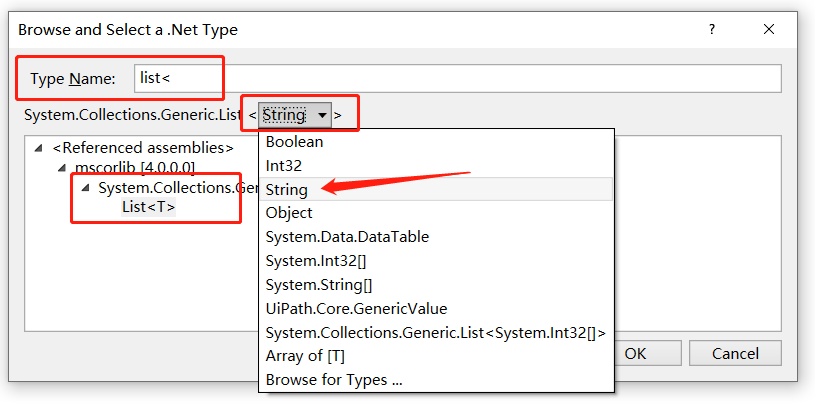 Browse and Select a .Net Type
? ×
Type Name: list<
System.Collections.Generic.List < String >
Boolean
<Referenced assemblies>
Int32
mscorlib [4.0.0.0]
String
System.Collections.Ge
List<T>
Object
System.Data.DataTable
System.Int32[]
System.String[]
UiPath.Core.GenericValue
System.Collections.Generic.List<System.Int32[]>
Array of [T]
OK Cancel
Browse for Types ...